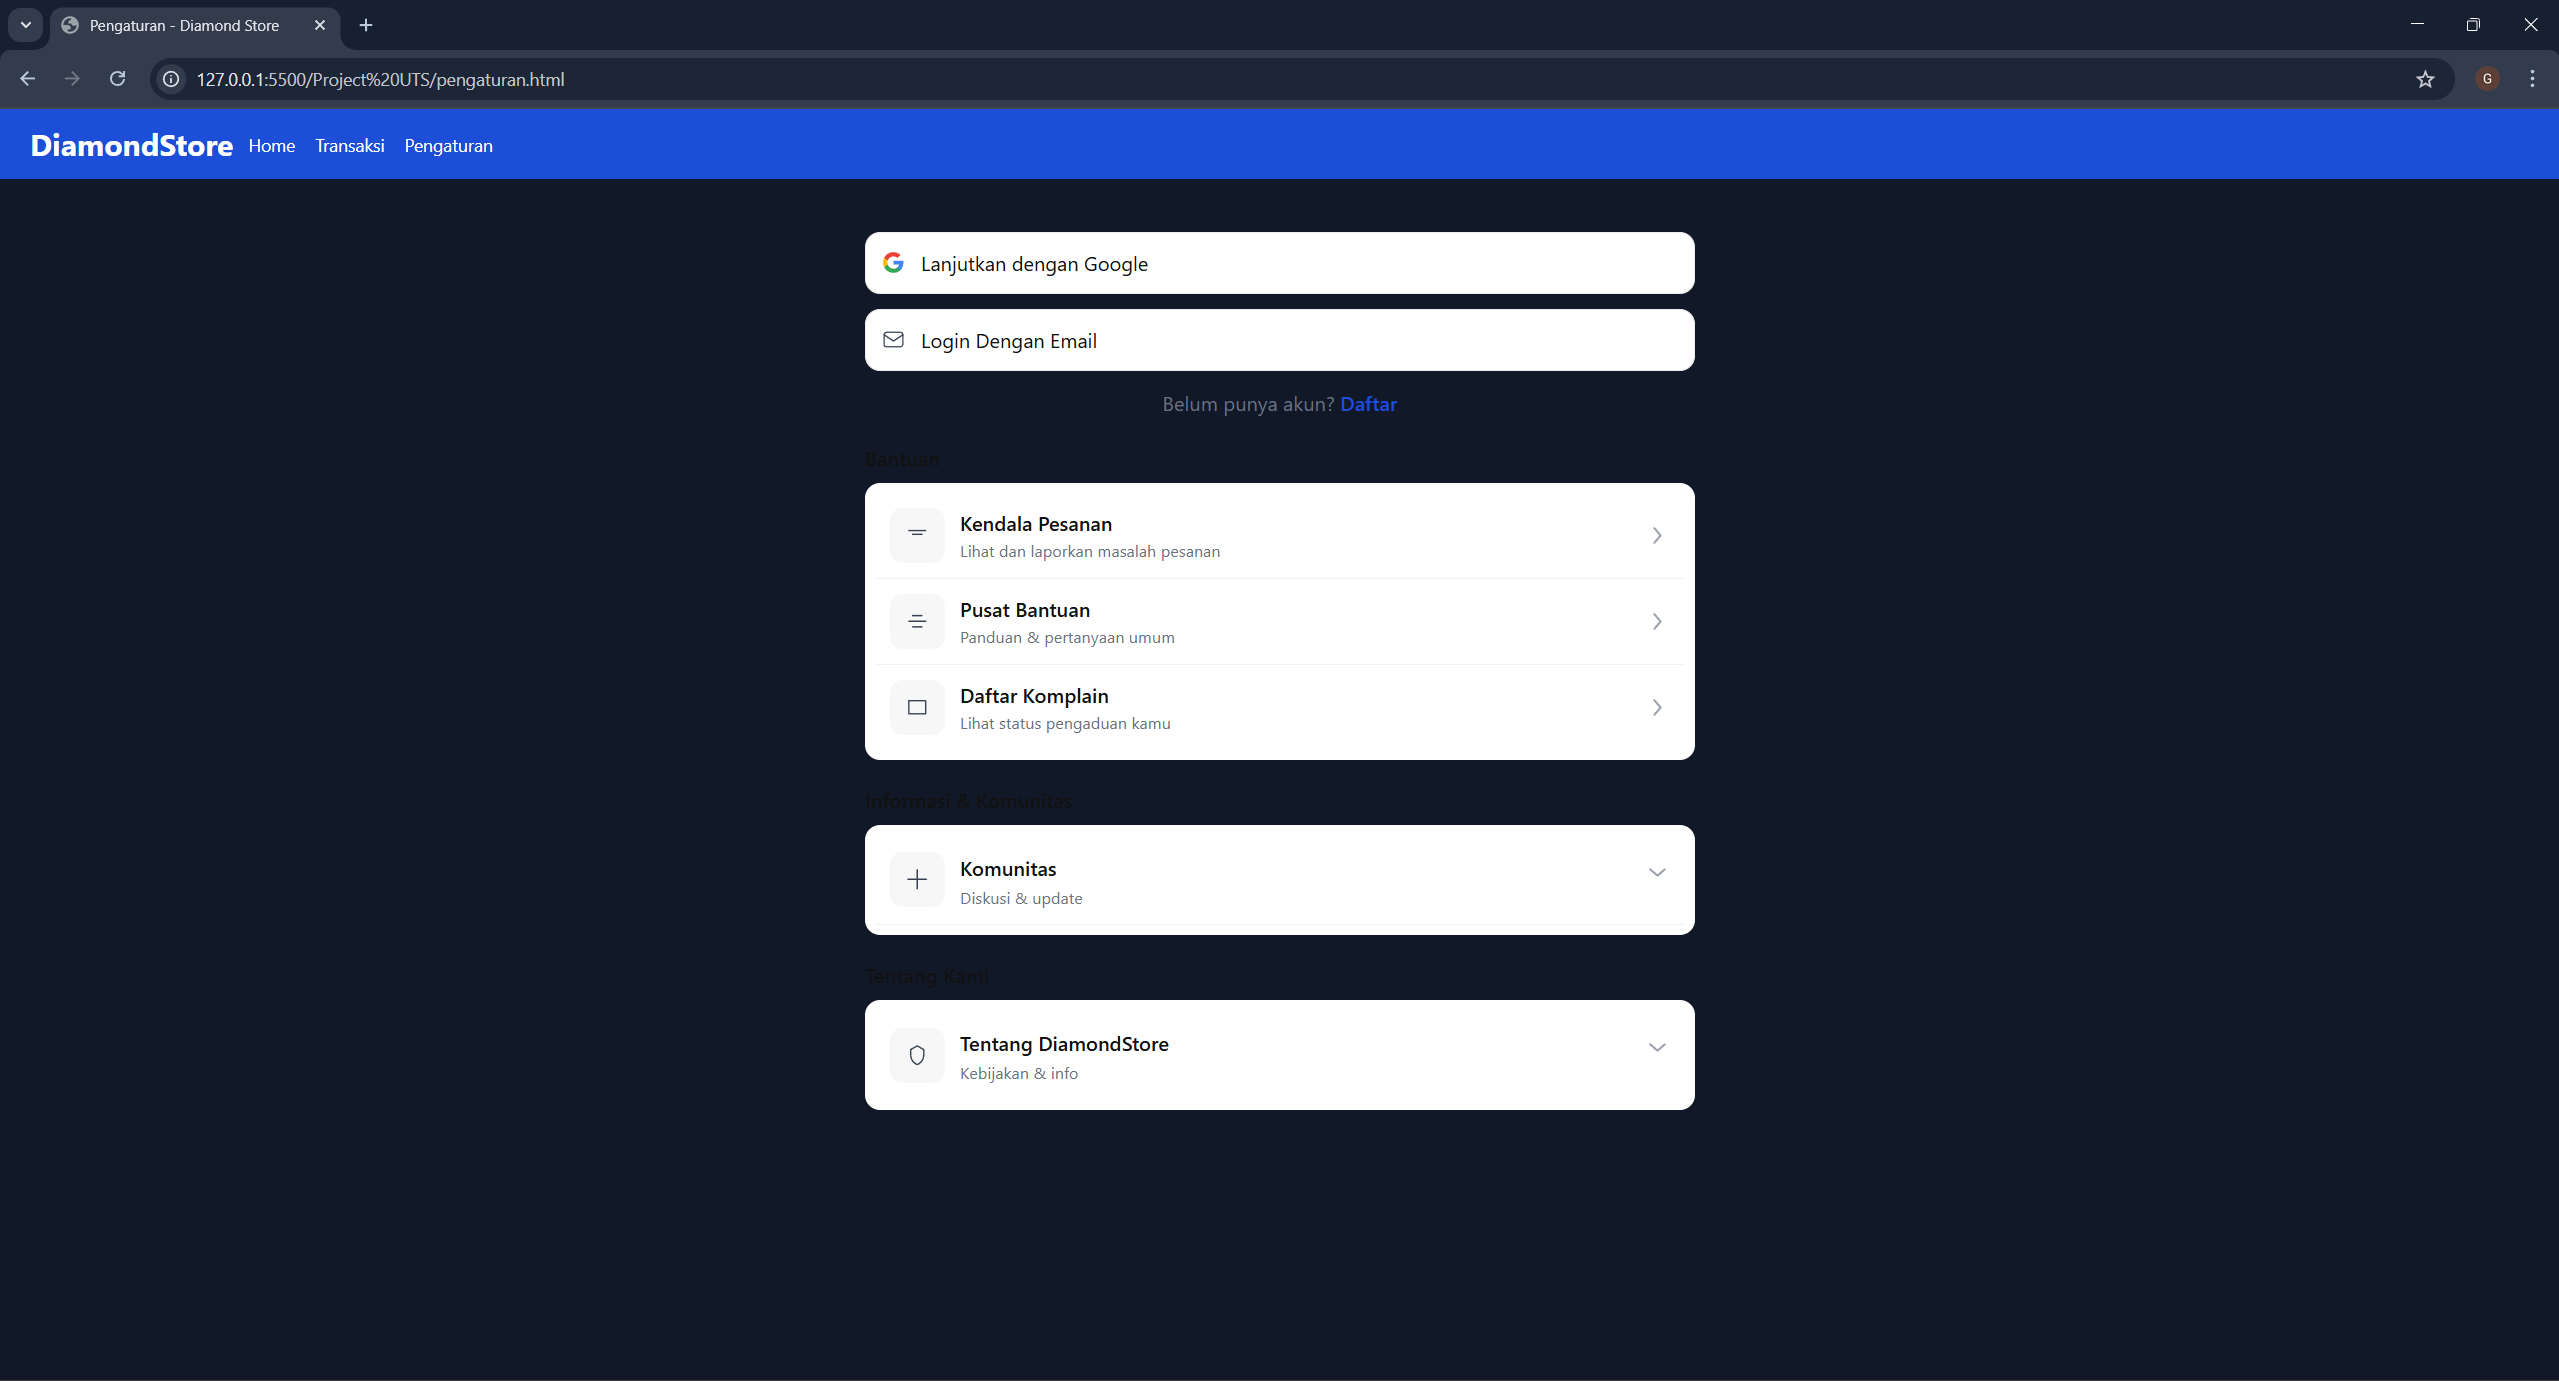 Pengaturan - Diamond Store
127.0.0.1:5500/Project%20UTS/pengaturan.html
G
DiamondStore Home Transaksi Pengaturan
Lanjutkan dengan Google
Login Dengan Email
Belum punya akun? Daftar
Bantuan
Kendala Pesanan
Lihat dan laporkan masalah pesanan
Pusat Bantuan
Panduan & pertanyaan umum
Daftar Komplain
Lihat status pengaduan kamu
Informasi & Komunitas
Komunitas
Diskusi & update
Tentang Kami
Tentang DiamondStore
Kebijakan & info